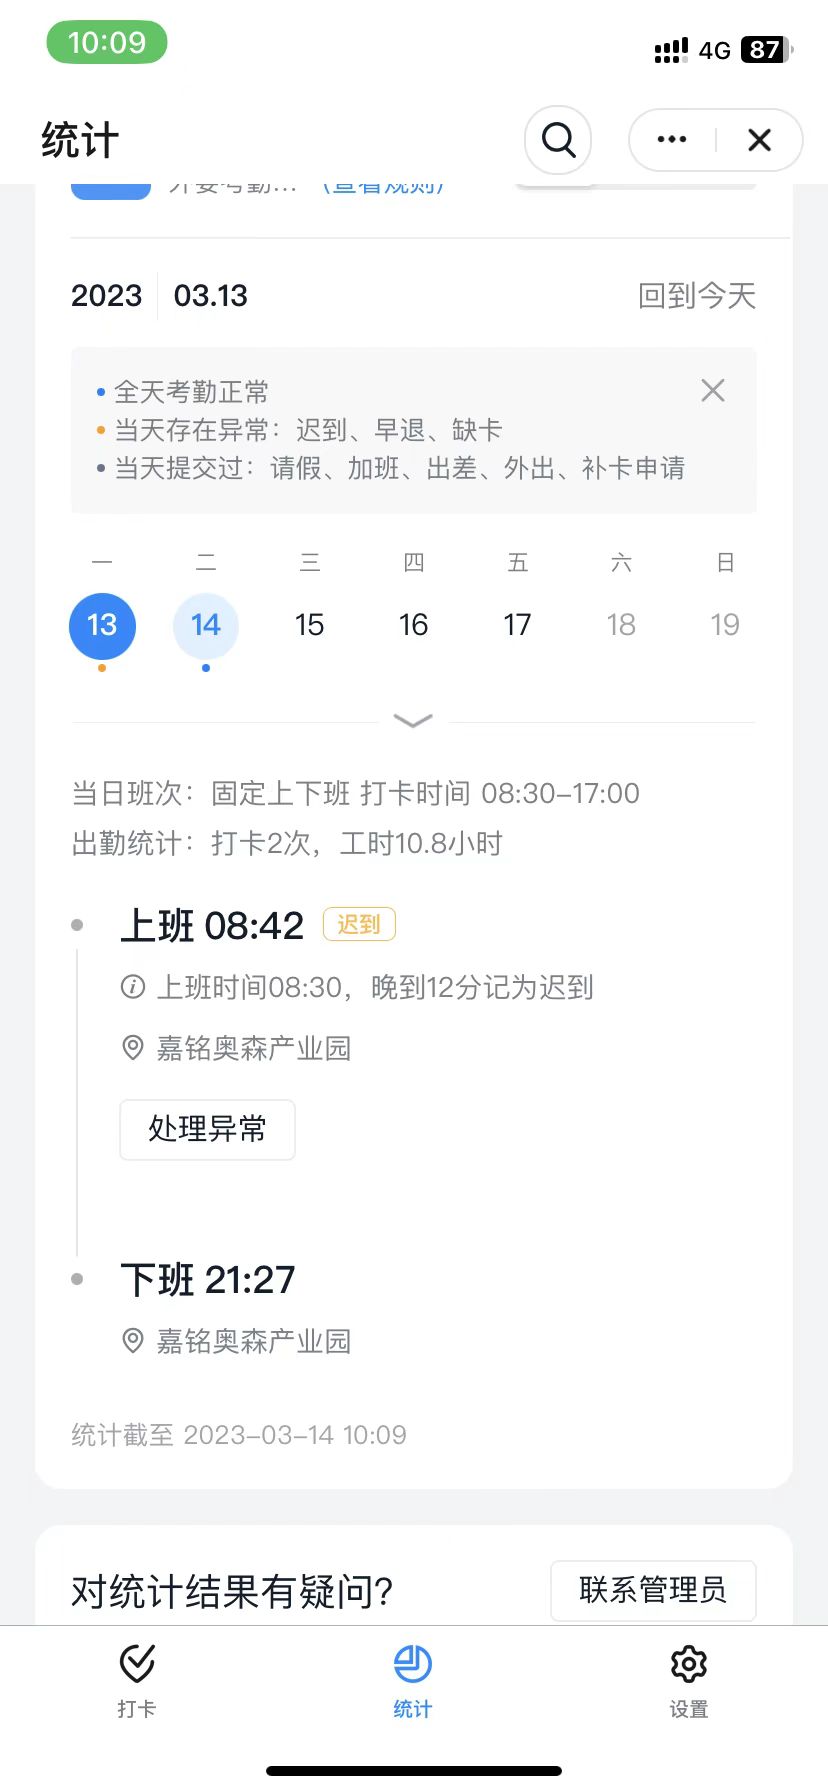 10:09
4G 87
统计
外委考勤... (查看规则)
2023 03.13
回到今天
全天考勤正常
当天存在异常：迟到、早退、缺卡
当天提交过：请假、加班、出差、外出、补卡申请
一 二 三 四 五 六 日
13 14 15 16 17 18 19
当日班次：固定上下班 打卡时间 08:30-17:00
出勤统计：打卡2次，工时10.8小时
上班 08:42 迟到
上班时间08:30，晚到12分记为迟到
嘉铭奥森产业园
处理异常
下班 21:27
嘉铭奥森产业园
统计截至 2023-03-14 10:09
对统计结果有疑问?
联系管理员
打卡 统计 设置